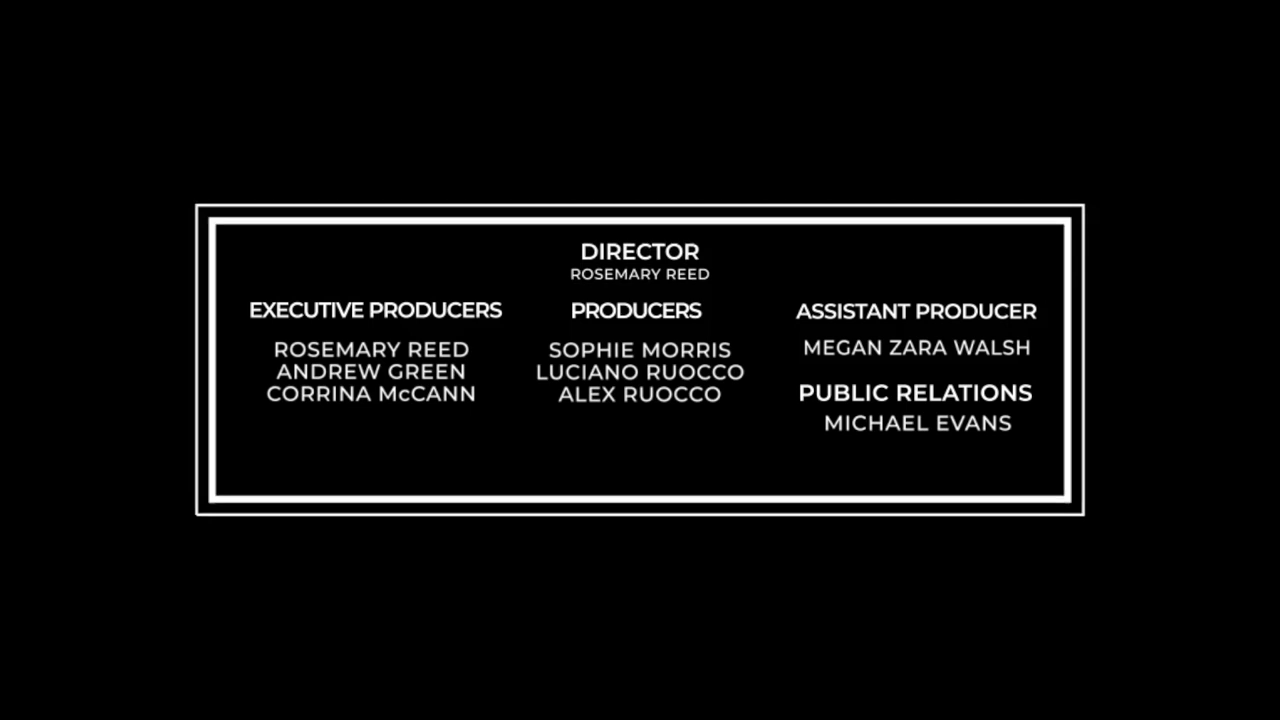 DIRECTOR
ROSEMARY REED
EXECUTIVE PRODUCERS
ROSEMARY REED
ANDREW GREEN
CORRINA McCANN
PRODUCERS
SOPHIE MORRIS
LUCIANO RUOCCO
ALEX RUOCCO
ASSISTANT PRODUCER
MEGAN ZARA WALSH
PUBLIC RELATIONS
MICHAEL EVANS